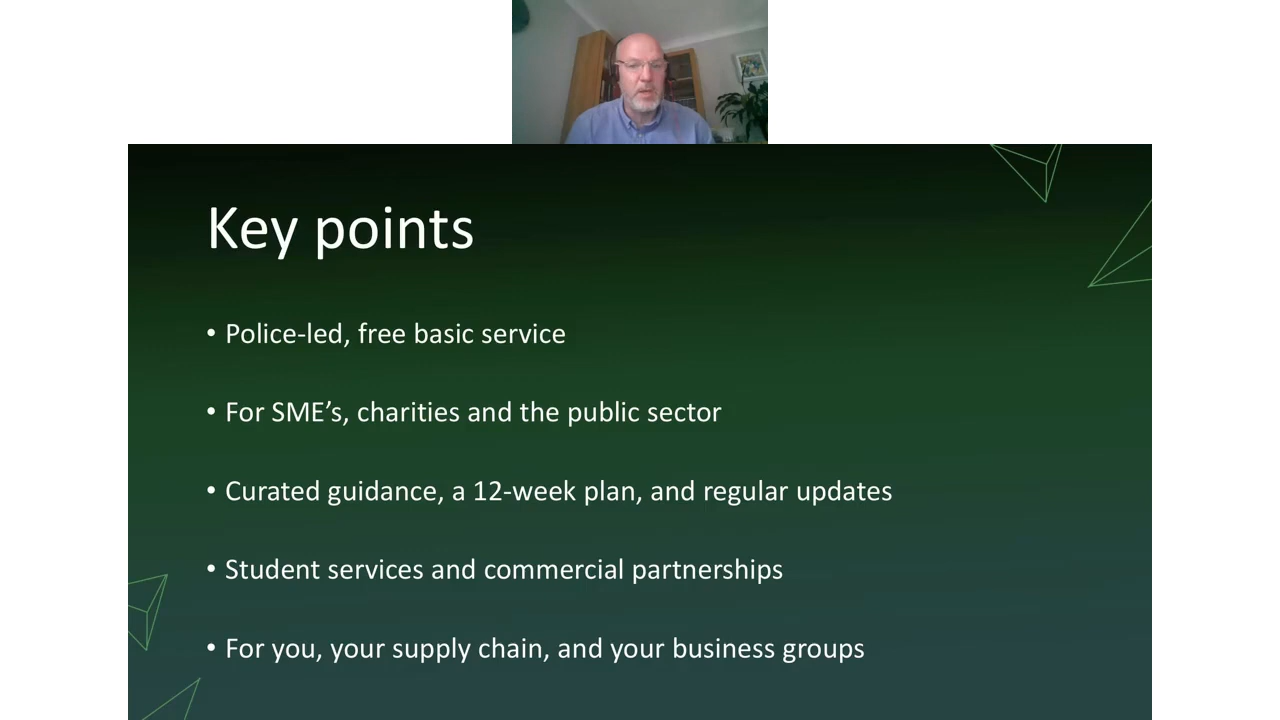 Key points
• Police-led, free basic service
• For SME’s, charities and the public sector
• Curated guidance, a 12-week plan, and regular updates
• Student services and commercial partnerships
• For you, your supply chain, and your business groups